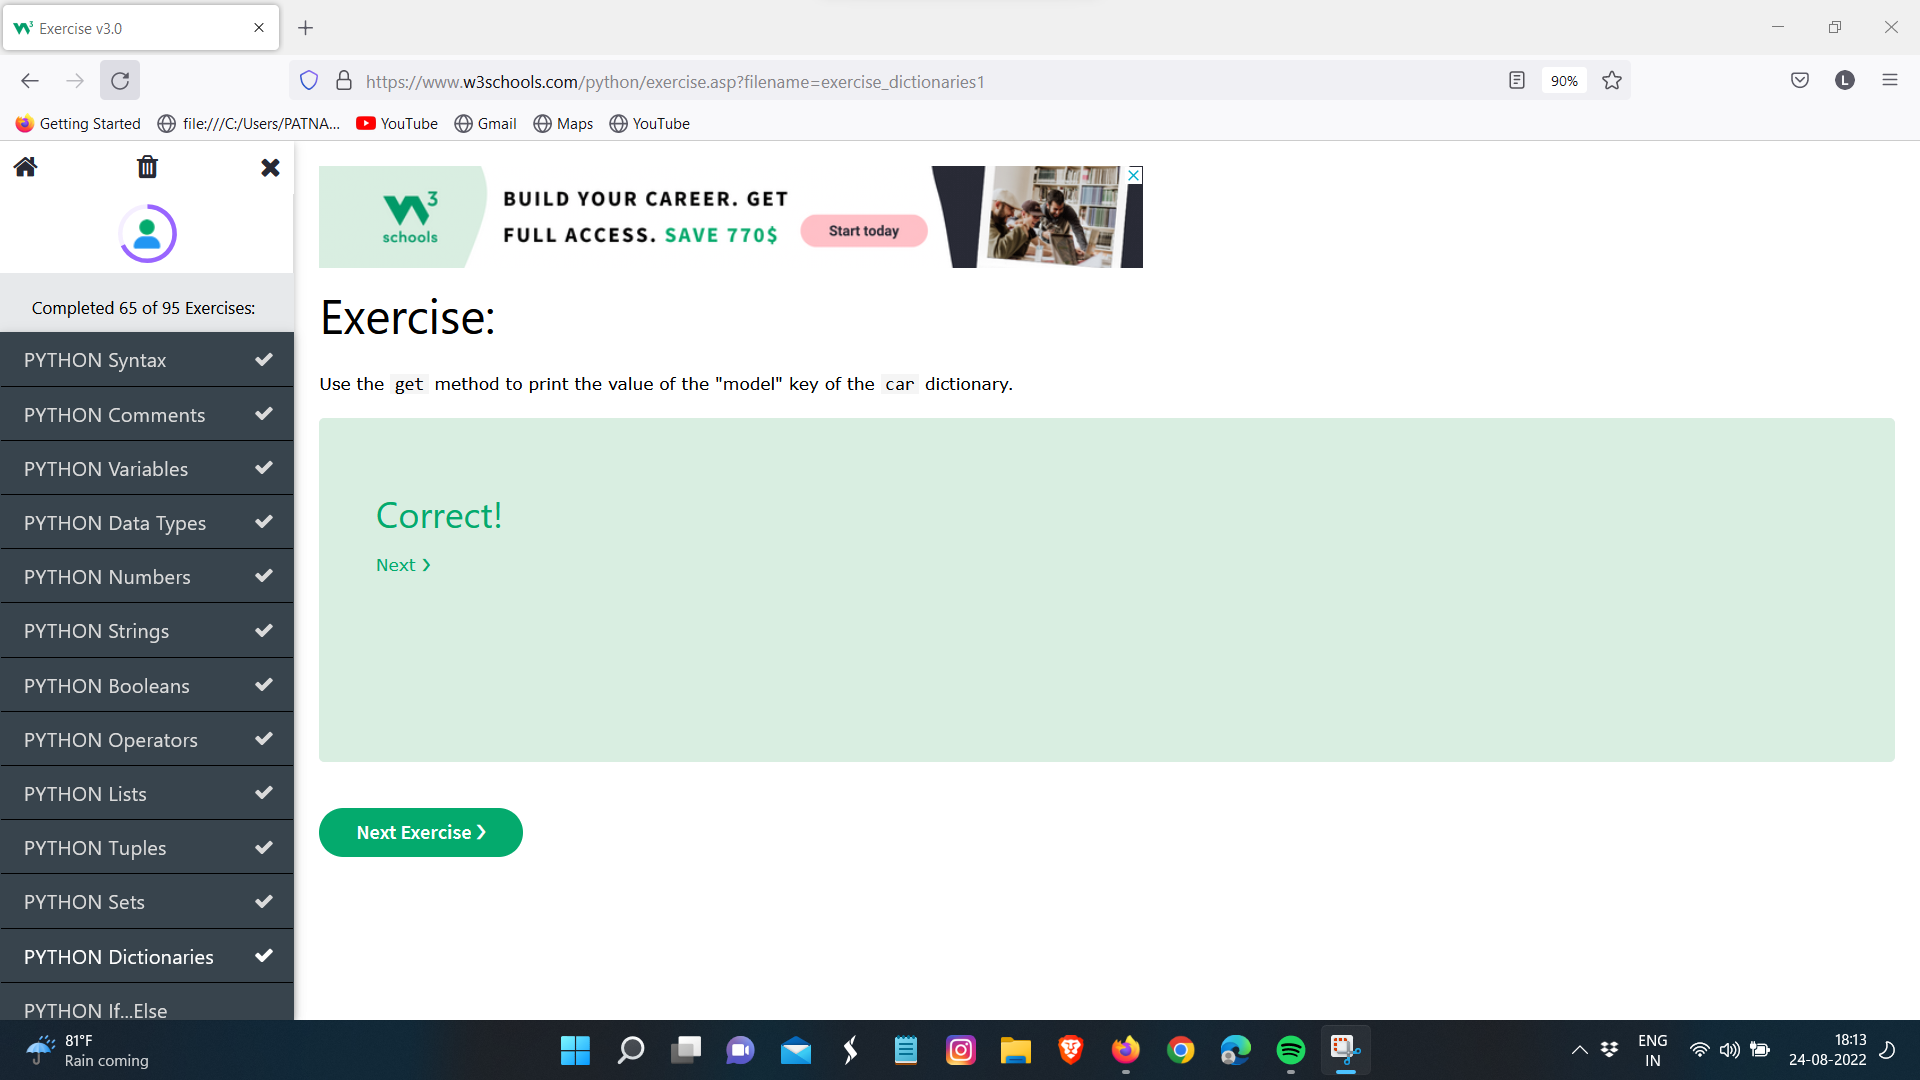 Exercise v3.0
https://www.w3schools.com/python/exercise.asp?filename=exercise_dictionaries1
90%
L
Getting Started
file:///C:/Users/PATNA...
YouTube
Gmail
Maps
YouTube
W3
schools
BUILD YOUR CAREER. GET
FULL ACCESS. SAVE 770$
Start today
Completed 65 of 95 Exercises:
PYTHON Syntax
PYTHON Comments
PYTHON Variables
PYTHON Data Types
PYTHON Numbers
PYTHON Strings
PYTHON Booleans
PYTHON Operators
PYTHON Lists
PYTHON Tuples
PYTHON Sets
PYTHON Dictionaries
PYTHON If...Else
Exercise:
Use the get method to print the value of the "model" key of the car dictionary.
Correct!
Next ❯
Next Exercise ❯
81°F
Rain coming
ENG
IN
18:13
24-08-2022